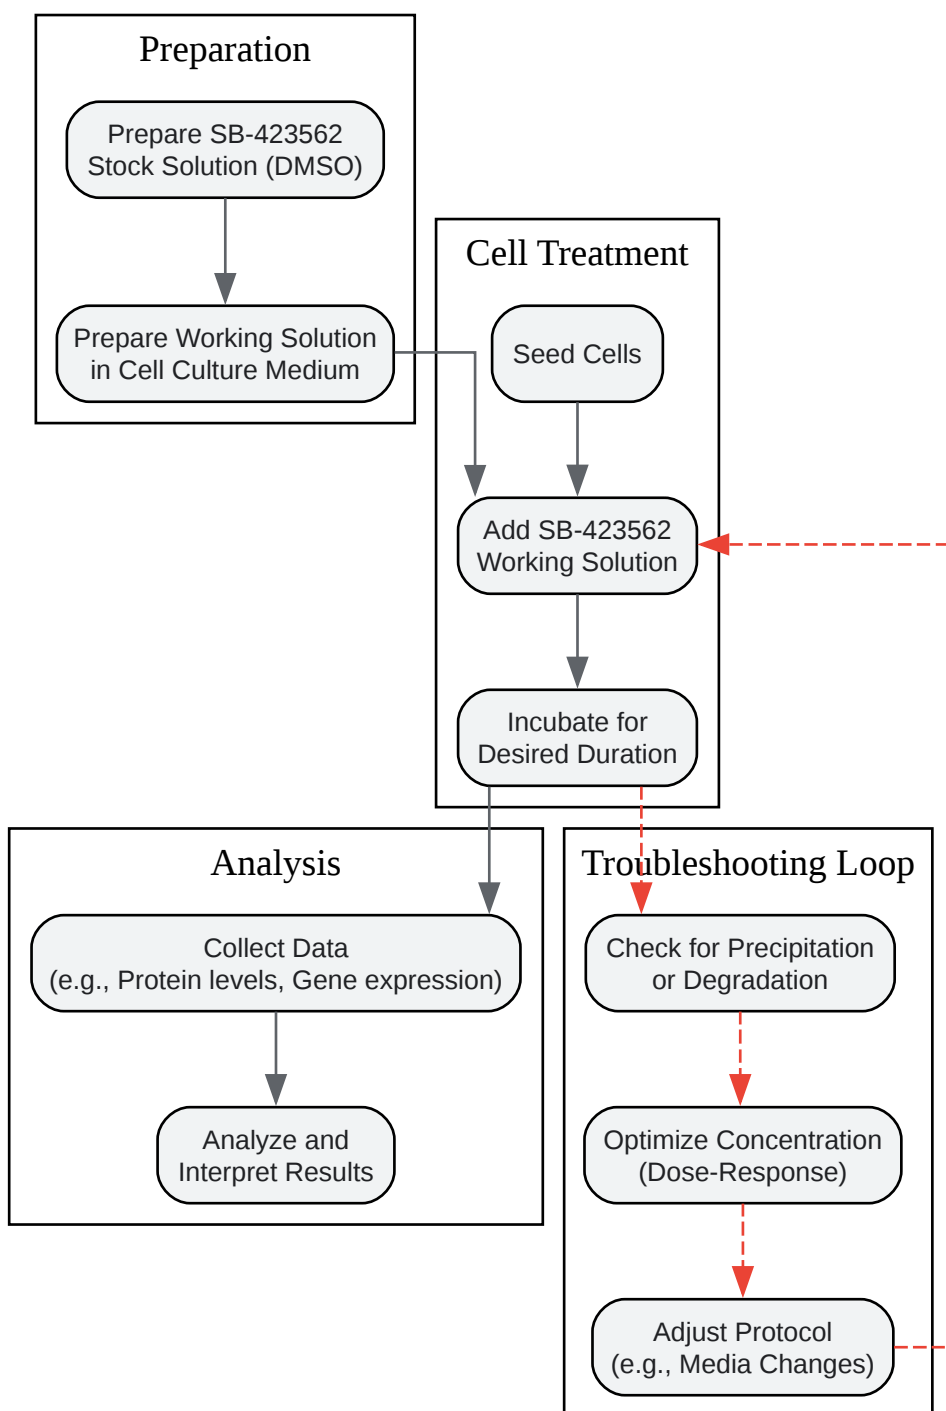 Preparation
Prepare SB-423562
Stock Solution (DMSO)
Prepare Working Solution
in Cell Culture Medium
Cell Treatment
Seed Cells
Add SB-423562
Working Solution
Incubate for
Desired Duration
Analysis
Collect Data
(e.g., Protein levels, Gene expression)
Analyze and
Interpret Results
Troubleshooting Loop
Check for Precipitation
or Degradation
Optimize Concentration
(Dose-Response)
Adjust Protocol
(e.g., Media Changes)